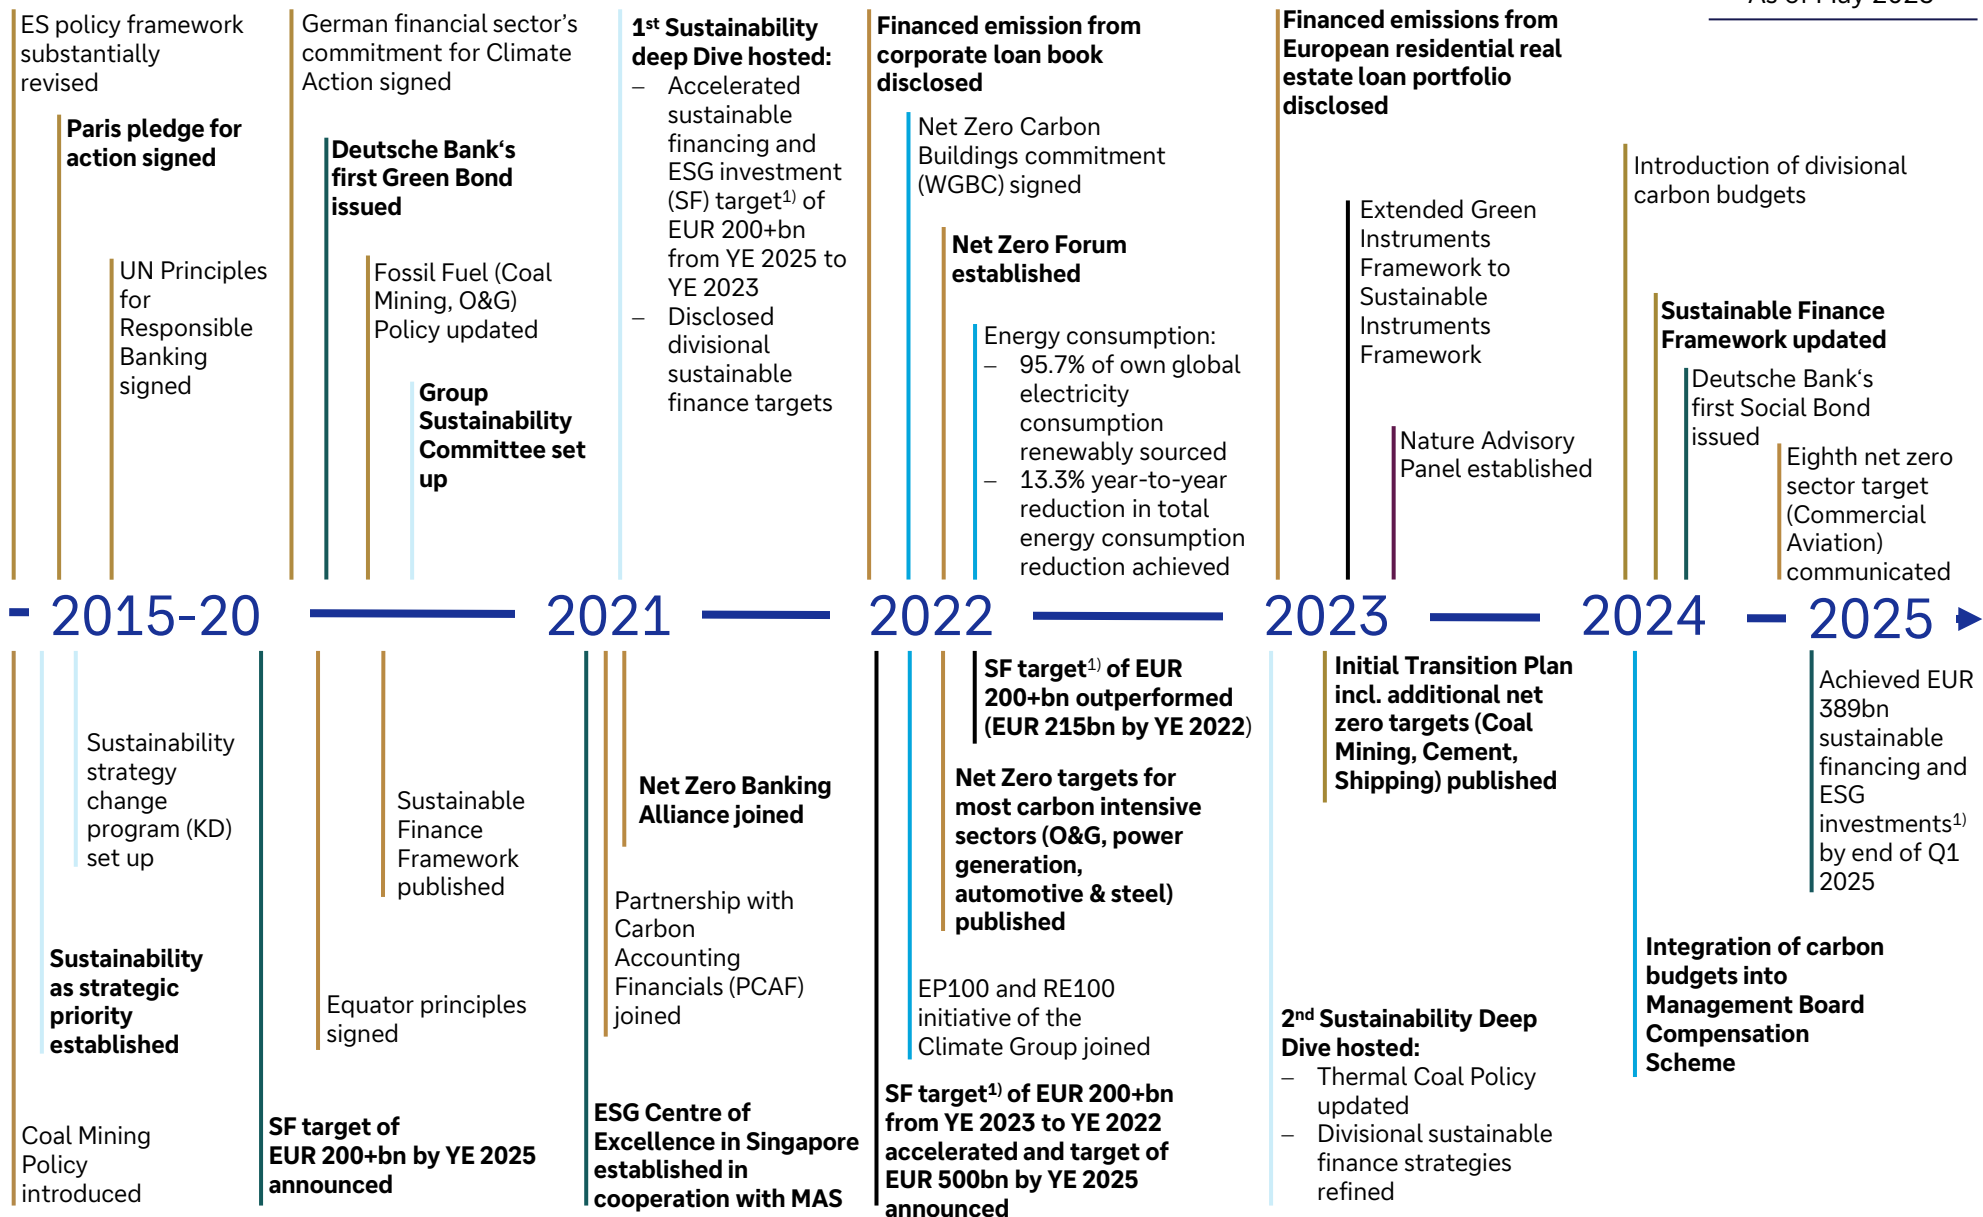 As of May 2025
ES policy framework
substantially
revised
Paris pledge for
action signed
UN Principles
for
Responsible
Banking
signed
German financial sector’s
commitment for Climate
Action signed
Deutsche Bank‘s
first Green Bond
issued
Fossil Fuel (Coal
Mining, O&G)
Policy updated
Group
Sustainability
Committee set
up
1st Sustainability
deep Dive hosted:
– Accelerated
sustainable
financing and
ESG investment
(SF) target1) of
EUR 200+bn
from YE 2025 to
YE 2023
– Disclosed
divisional
sustainable
finance targets
Financed emission from
corporate loan book
disclosed
Net Zero Carbon
Buildings commitment
(WGBC) signed
Net Zero Forum
established
Energy consumption:
– 95.7% of own global
electricity
consumption
renewably sourced
– 13.3% year-to-year
reduction in total
energy consumption
reduction achieved
Financed emissions from
European residential real
estate loan portfolio
disclosed
Extended Green
Instruments
Framework to
Sustainable
Instruments
Framework
Nature Advisory
Panel established
Introduction of divisional
carbon budgets
Sustainable Finance
Framework updated
Deutsche Bank‘s
first Social Bond
issued
Eighth net zero
sector target
(Commercial
Aviation)
communicated
2015-20 2021 2022 2023 2024 2025
Sustainability
strategy
change
program (KD)
set up
Sustainability
as strategic
priority
established
Coal Mining
Policy
introduced
Sustainable
Finance
Framework
published
Equator principles
signed
SF target of
EUR 200+bn by YE 2025
announced
Net Zero Banking
Alliance joined
Partnership with
Carbon
Accounting
Financials (PCAF)
joined
ESG Centre of
Excellence in Singapore
established in
cooperation with MAS
SF target1) of EUR
200+bn outperformed
(EUR 215bn by YE 2022)
Net Zero targets for
most carbon intensive
sectors (O&G, power
generation,
automotive & steel)
published
EP100 and RE100
initiative of the
Climate Group joined
SF target1) of EUR 200+bn
from YE 2023 to YE 2022
accelerated and target of
EUR 500bn by YE 2025
announced
Initial Transition Plan
incl. additional net
zero targets (Coal
Mining, Cement,
Shipping) published
2nd Sustainability Deep
Dive hosted:
– Thermal Coal Policy
updated
– Divisional sustainable
finance strategies
refined
Integration of carbon
budgets into
Management Board
Compensation
Scheme
Achieved EUR
389bn
sustainable
financing and
ESG
investments1)
by end of Q1
2025